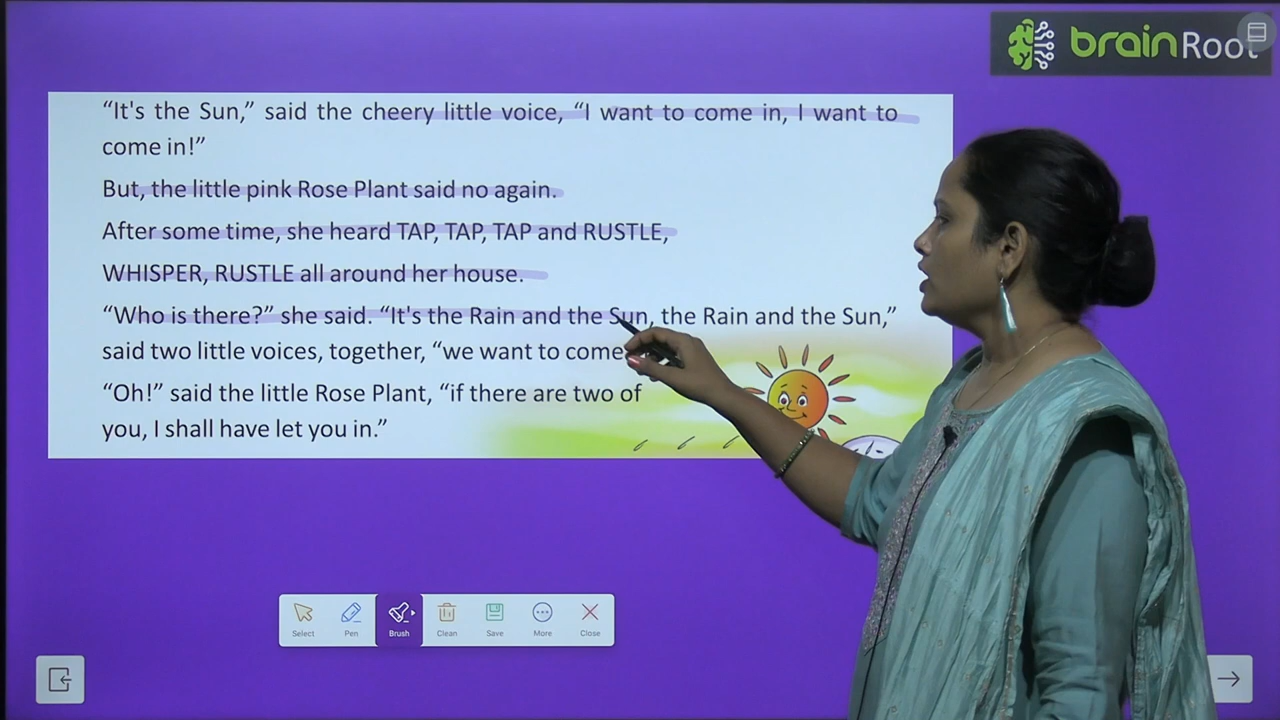 brainRoot
“It's the Sun,” said the cheery little voice, “I want to come in, I want to
come in!”
But, the little pink Rose Plant said no again.
After some time, she heard TAP, TAP, TAP and RUSTLE,
WHISPER, RUSTLE all around her house.
“Who is there?” she said. “It's the Rain and the Sun, the Rain and the Sun,”
said two little voices, together, “we want to come
“Oh!” said the little Rose Plant, “if there are two of
you, I shall have let you in.”
Select Pen Brush Clean Save More Close